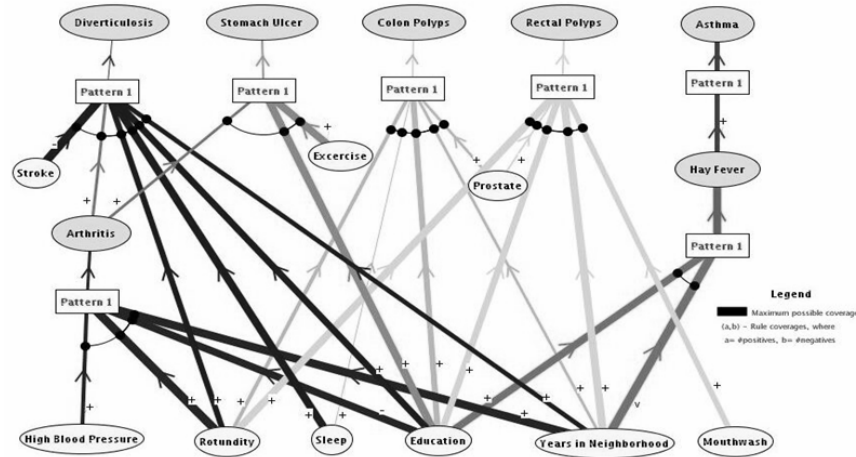 Diverticulosis
Stomach Ulcer
Colon Polyps
Rectal Polyps
Asthma
Pattern 1
Pattern 1
Pattern 1
Pattern 1
Pattern 1
+
-
+
Stroke
Excercise
+
+
Prostate
Hay Fever
+
+
Arthritis
Pattern 1
Pattern 1
Legend
Maximum possible coverage
(a,b) - Rule coverages, where
a= #positives, b= #negatives
+ + + + +
+ + + + + + - + + v +
+
High Blood Pressure
Rotundity
Sleep
Education
Years in Neighborhood
Mouthwash